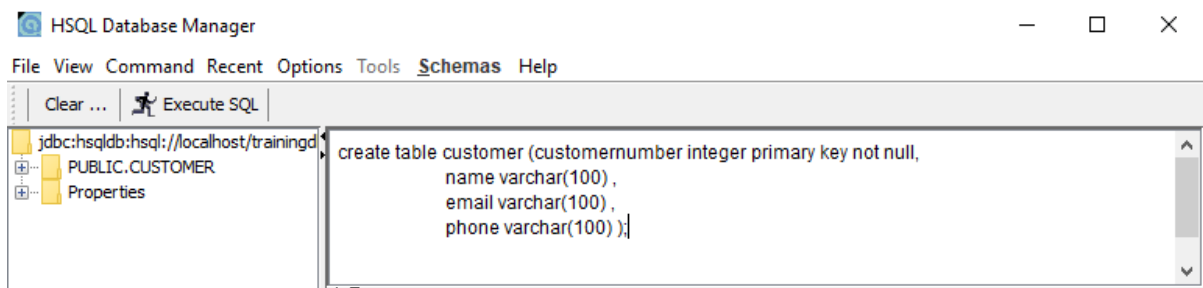 HSQL Database Manager
File View Command Recent Options Tools Schemas Help
Clear ... Execute SQL
jdbc:hsqldb:hsql://localhost/trainingd
PUBLIC.CUSTOMER
Properties
create table customer (customernumber integer primary key not null,
name varchar(100) ,
email varchar(100) ,
phone varchar(100) );